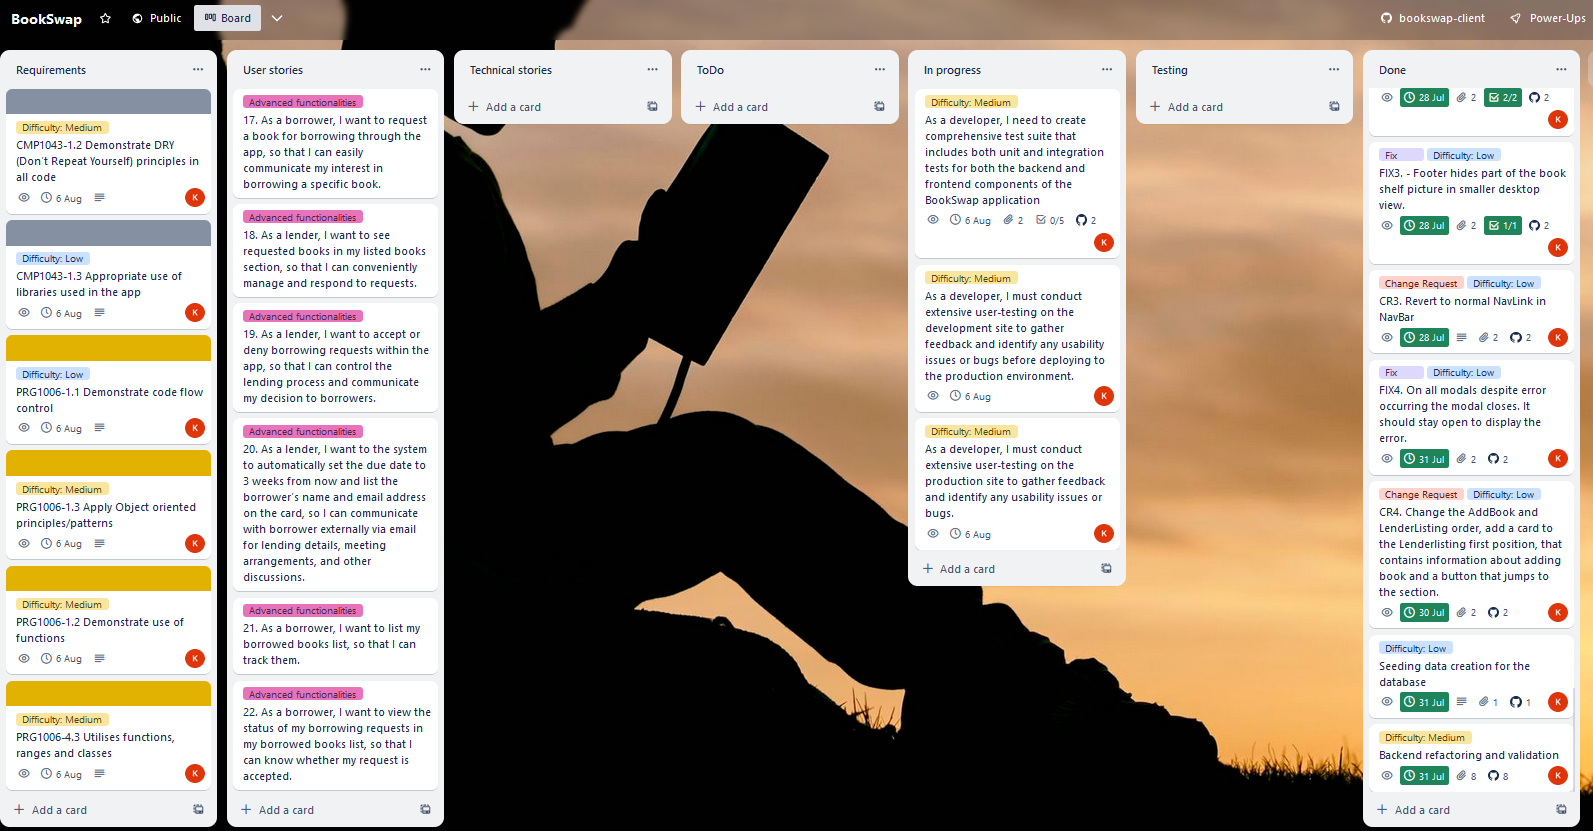 BookSwap
Public
Board
bookswap-client
Power-Ups
Requirements
Difficulty: Medium
CMP1043-1.2 Demonstrate DRY
(Don't Repeat Yourself) principles in
all code
6 Aug
K
Difficulty: Low
CMP1043-1.3 Appropriate use of
libraries used in the app
6 Aug
K
Difficulty: Low
PRG1006-1.1 Demonstrate code flow
control
6 Aug
K
Difficulty: Medium
PRG1006-1.3 Apply Object oriented
principles/patterns
6 Aug
K
Difficulty: Medium
PRG1006-1.2 Demonstrate use of
functions
6 Aug
K
Difficulty: Medium
PRG1006-4.3 Utilises functions,
ranges and classes
6 Aug
K
Add a card
User stories
Advanced functionalities
17. As a borrower, I want to request
a book for borrowing through the
app, so that I can easily
communicate my interest in
borrowing a specific book.
Advanced functionalities
18. As a lender, I want to see
requested books in my listed books
section, so that I can conveniently
manage and respond to requests.
Advanced functionalities
19. As a lender, I want to accept or
deny borrowing requests within the
app, so that I can control the
lending process and communicate
my decision to borrowers.
Advanced functionalities
20. As a lender, I want to the system
to automatically set the due date to
3 weeks from now and list the
borrower's name and email address
on the card, so I can communicate
with borrower externally via email
for lending details, meeting
arrangements, and other
discussions.
Advanced functionalities
21. As a borrower, I want to list my
borrowed books list, so that I can
track them.
Advanced functionalities
22. As a borrower, I want to view the
status of my borrowing requests in
my borrowed books list, so that I
can know whether my request is
accepted.
Add a card
Technical stories
Add a card
ToDo
Add a card
In progress
Difficulty: Medium
As a developer, I need to create
comprehensive test suite that
includes both unit and integration
tests for both the backend and
frontend components of the
BookSwap application
6 Aug 2 0/5 2
K
Difficulty: Medium
As a developer, I must conduct
extensive user-testing on the
development site to gather
feedback and identify any usability
issues or bugs before deploying to
the production environment.
6 Aug
K
Difficulty: Medium
As a developer, I must conduct
extensive user-testing on the
production site to gather feedback
and identify any usability issues or
bugs.
6 Aug
K
Add a card
Testing
Add a card
Done
28 Jul 2 2/2 2
K
Fix Difficulty: Low
FIX3. - Footer hides part of the book
shelf picture in smaller desktop
view.
28 Jul 2 1/1 2
K
Change Request Difficulty: Low
CR3. Revert to normal NavLink in
NavBar
28 Jul 2 2
K
Fix Difficulty: Low
FIX4. On all modals despite error
occurring the modal closes. It
should stay open to display the
error.
31 Jul 2 2
K
Change Request Difficulty: Low
CR4. Change the AddBook and
LenderListing order, add a card to
the Lenderlisting first position, that
contains information about adding
book and a button that jumps to
the section.
30 Jul 2 2
K
Difficulty: Low
Seeding data creation for the
database
31 Jul 1 1
K
Difficulty: Medium
Backend refactoring and validation
31 Jul 8 8
K
Add a card